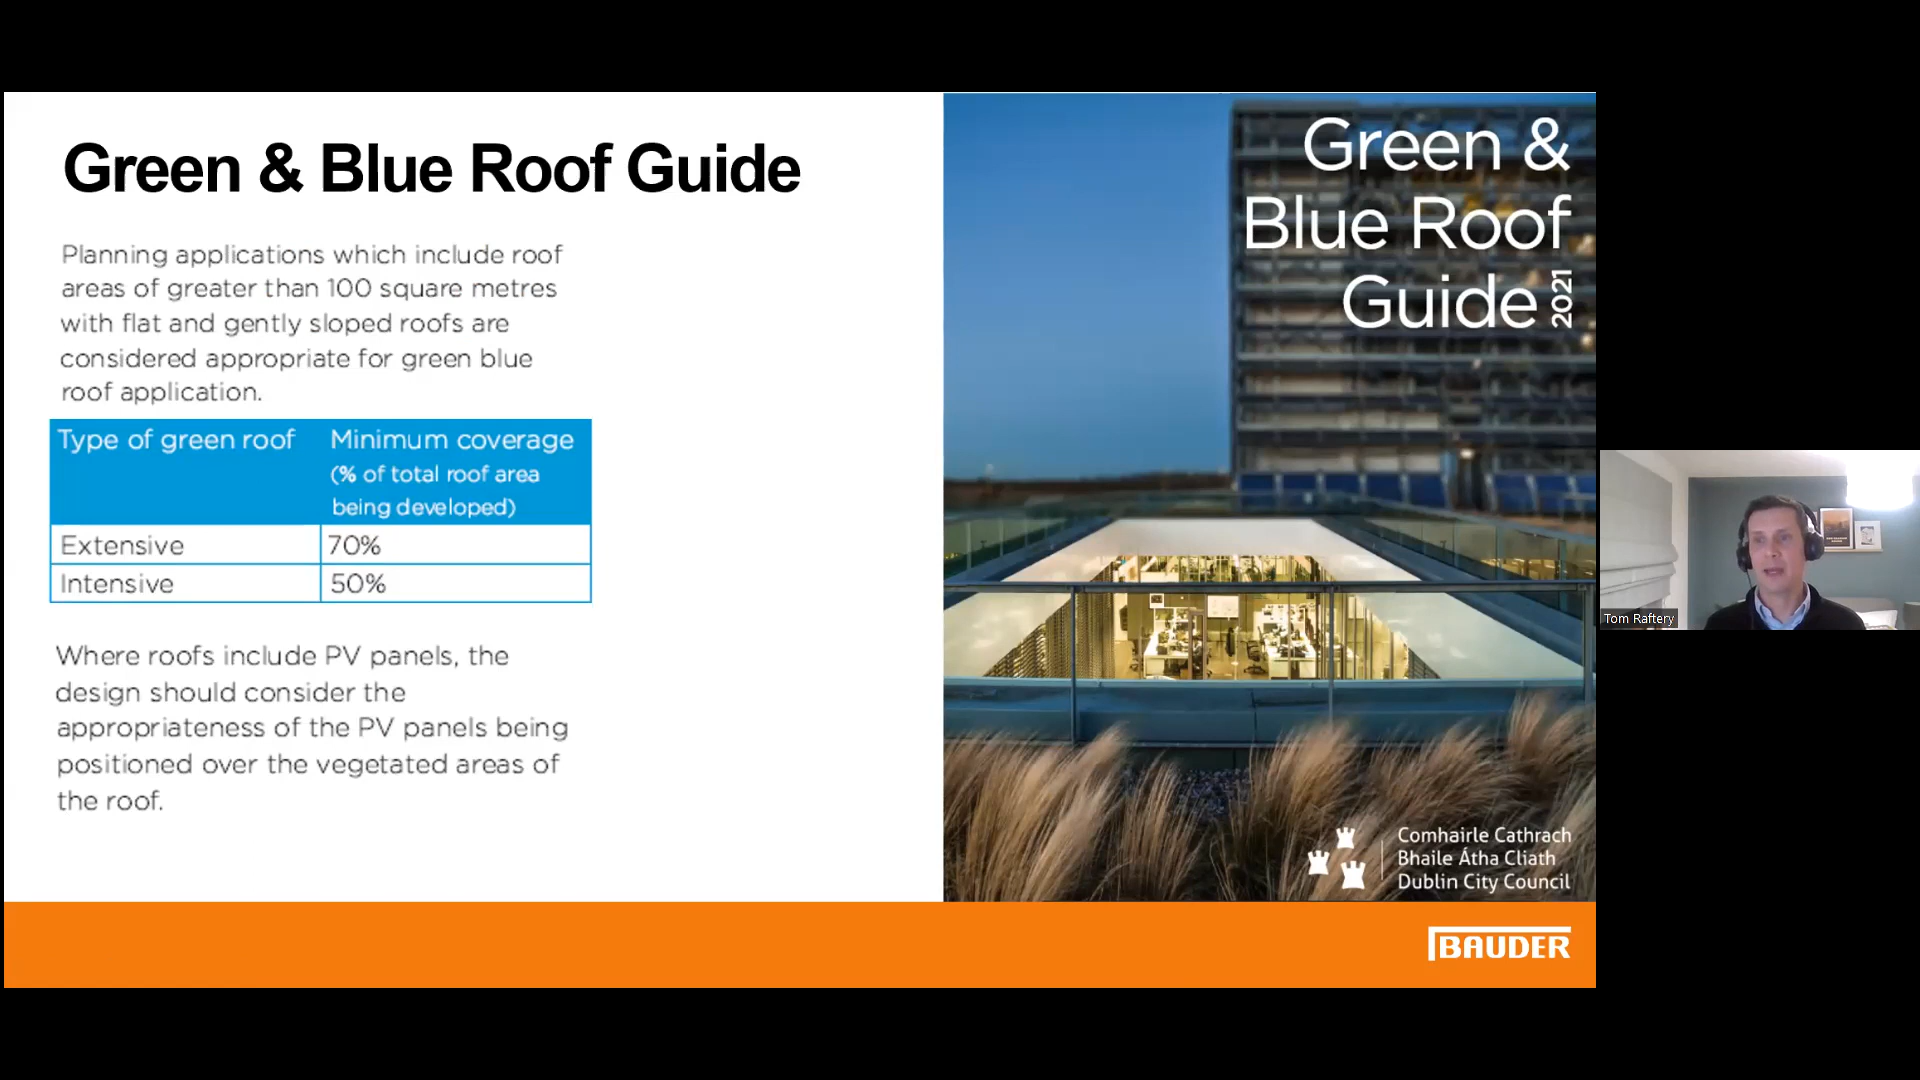 Green & Blue Roof Guide
Planning applications which include roof
areas of greater than 100 square metres
with flat and gently sloped roofs are
considered appropriate for green blue
roof application.
Type of green roof
Minimum coverage
(% of total roof area
being developed)
Extensive
70%
Intensive
50%
Where roofs include PV panels, the
design should consider the
appropriateness of the PV panels being
positioned over the vegetated areas of
the roof.
Green &
Blue Roof
Guide 2021
Comhairle Cathrach
Bhaile Átha Cliath
Dublin City Council
BAUDER
Tom Raftery